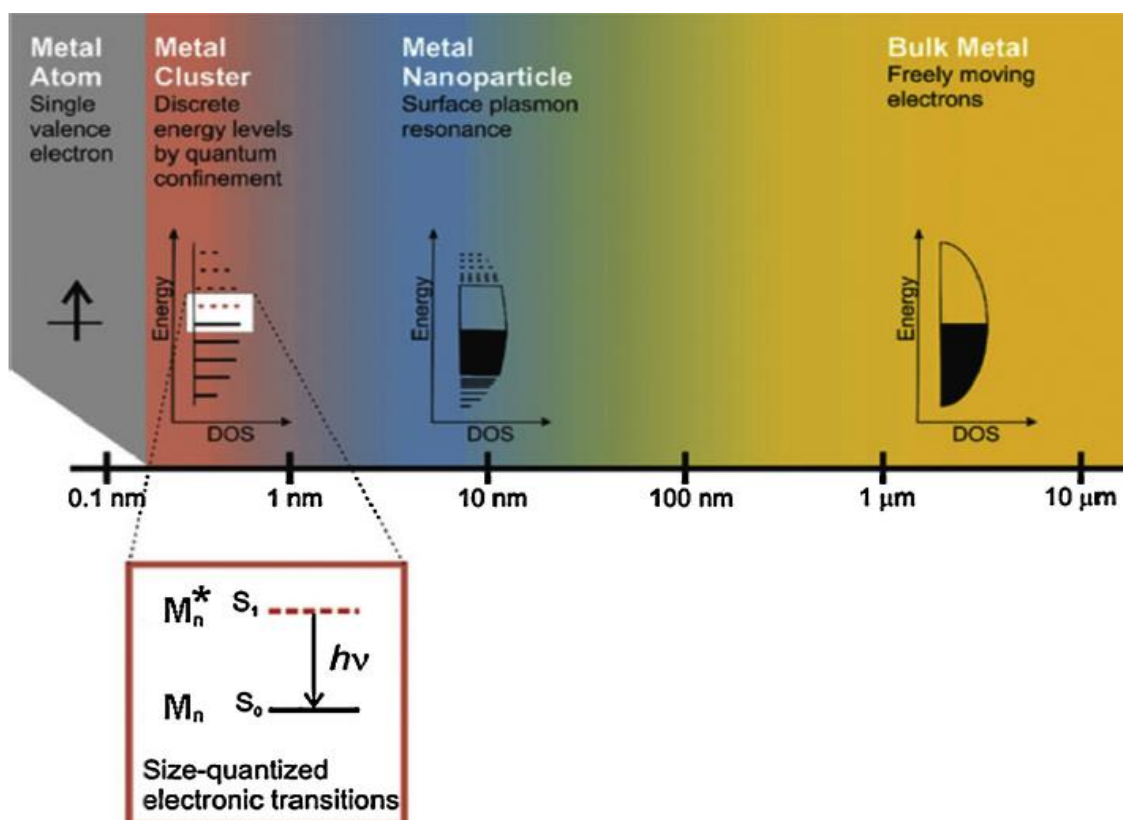 Metal
Atom
Single
valence
electron
Metal
Cluster
Discrete
energy levels
by quantum
confinement
Metal
Nanoparticle
Surface plasmon
resonance
Bulk Metal
Freely moving
electrons
Energy
DOS
Energy
DOS
Energy
DOS
0.1 nm
1 nm
10 nm
100 nm
1 μm
10 μm
Mn* S1
hν
Mn S0
Size-quantized
electronic transitions